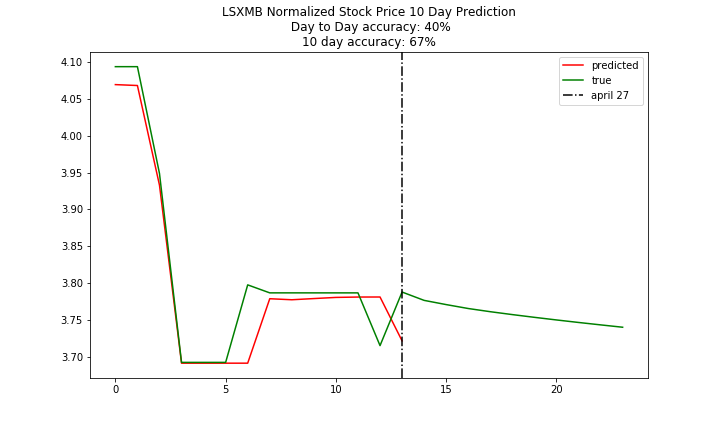 LSXMB Normalized Stock Price 10 Day Prediction
Day to Day accuracy: 40%
10 day accuracy: 67%
predicted
true
april 27
4.10
4.05
4.00
3.95
3.90
3.85
3.80
3.75
3.70
0 5 10 15 20